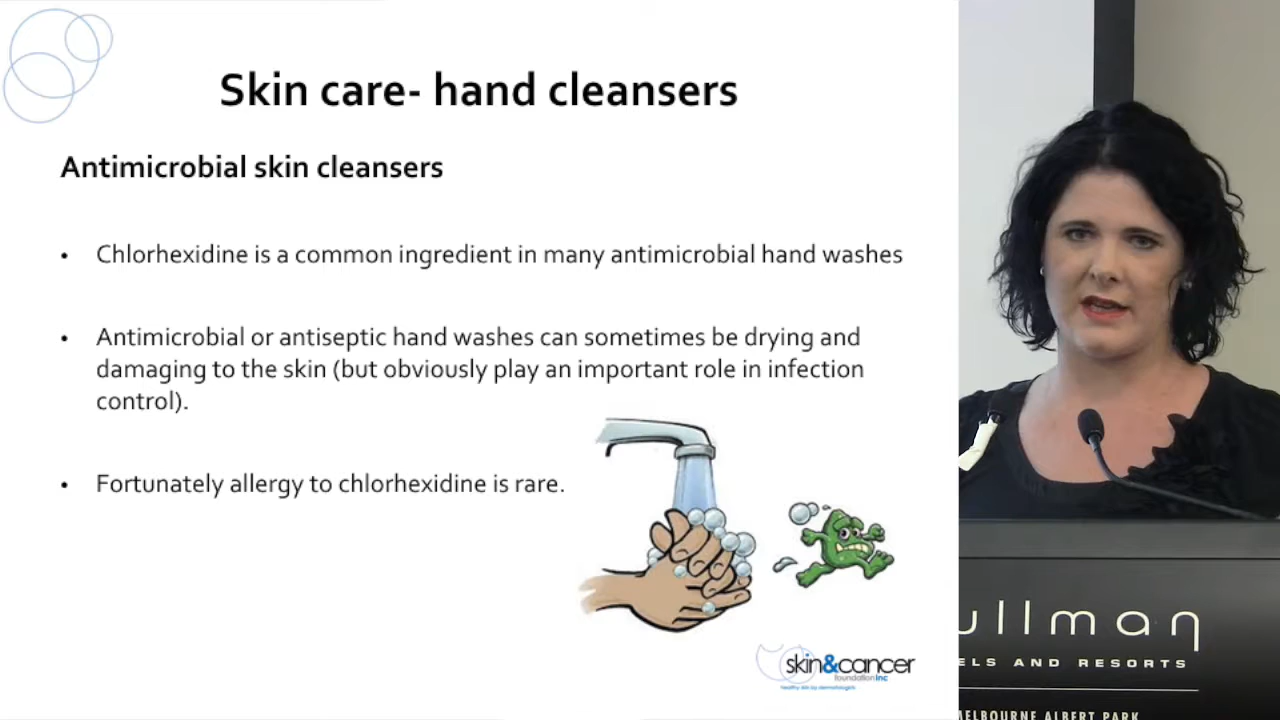 Skin care- hand cleansers
Antimicrobial skin cleansers
• Chlorhexidine is a common ingredient in many antimicrobial hand washes
• Antimicrobial or antiseptic hand washes can sometimes be drying and
damaging to the skin (but obviously play an important role in infection
control).
• Fortunately allergy to chlorhexidine is rare.
skin&cancer
foundation inc
healthy skin by dermatologists
ullman
ELS AND RESORTS
MELBOURNE ALBERT PARK